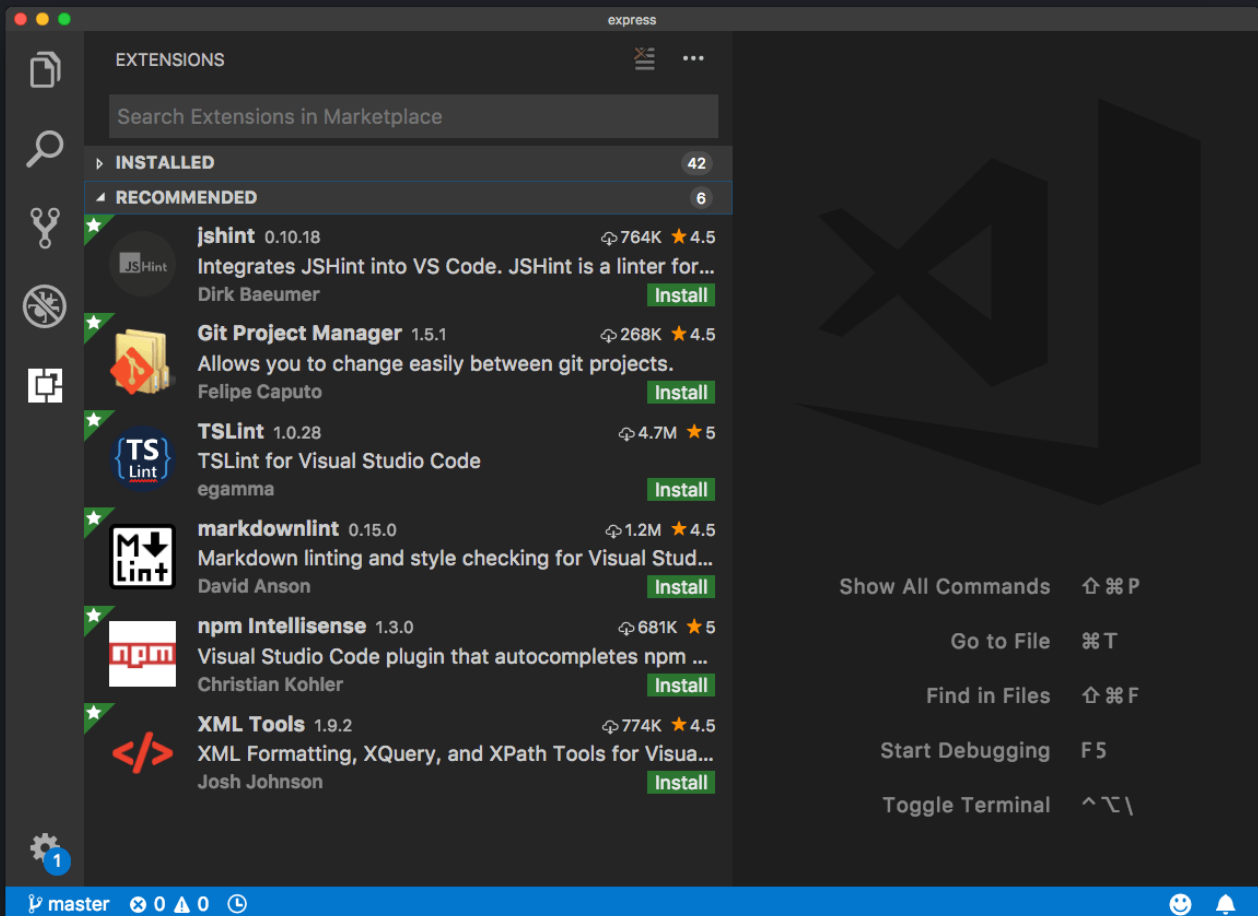 express
EXTENSIONS
Search Extensions in Marketplace
INSTALLED 42
RECOMMENDED 6
JSHint
jshint 0.10.18 764K ★ 4.5
Integrates JSHint into VS Code. JSHint is a linter for...
Dirk Baeumer Install
Git Project Manager 1.5.1 268K ★ 4.5
Allows you to change easily between git projects.
Felipe Caputo Install
{TS}
Lint
TSLint 1.0.28 4.7M ★ 5
TSLint for Visual Studio Code
egamma Install
M
Lint
markdownlint 0.15.0 1.2M ★ 4.5
Markdown linting and style checking for Visual Stud...
David Anson Install
npm
npm Intellisense 1.3.0 681K ★ 5
Visual Studio Code plugin that autocompletes npm ...
Christian Kohler Install
</>
XML Tools 1.9.2 774K ★ 4.5
XML Formatting, XQuery, and XPath Tools for Visua...
Josh Johnson Install
Show All Commands ⇧⌘P
Go to File ⌘T
Find in Files ⇧⌘F
Start Debugging F5
Toggle Terminal ^⌥\
1
master 0 0